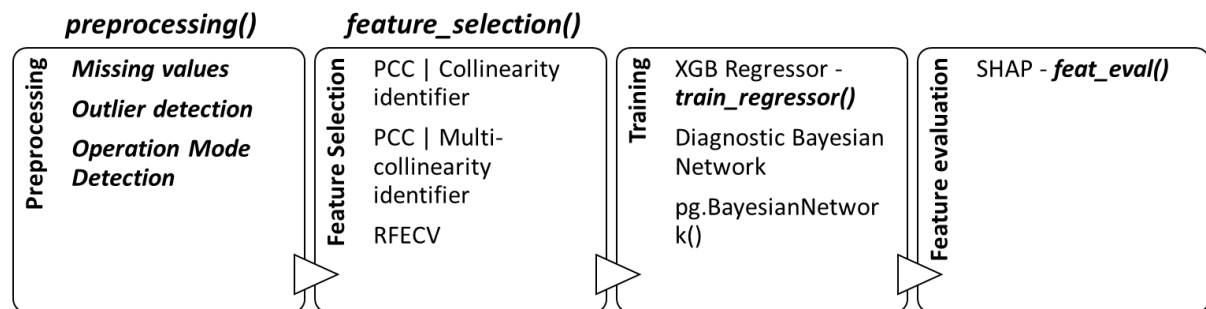 preprocessing()
feature_selection()
Preprocessing
Missing values
Outlier detection
Operation Mode
Detection
Feature Selection
PCC | Collinearity
identifier
PCC | Multi-
collinearity
identifier
RFECV
Training
XGB Regressor -
train_regressor()
Diagnostic Bayesian
Network
pg.BayesianNetwor
k()
Feature evaluation
SHAP - feat_eval()